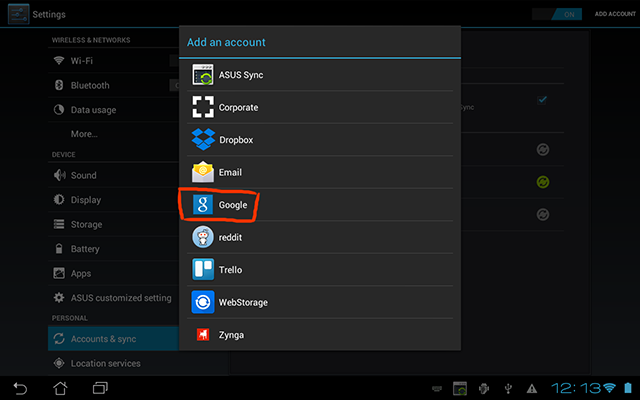 Settings
ON
ADD ACCOUNT
WIRELESS & NETWORKS
Wi-Fi
Bluetooth
Data usage
More...
DEVICE
Sound
Display
Storage
Battery
Apps
ASUS customized setting
PERSONAL
Accounts & sync
Location services
Add an account
ASUS Sync
Corporate
Dropbox
Email
Google
reddit
Trello
WebStorage
Zynga
Sync
12:13